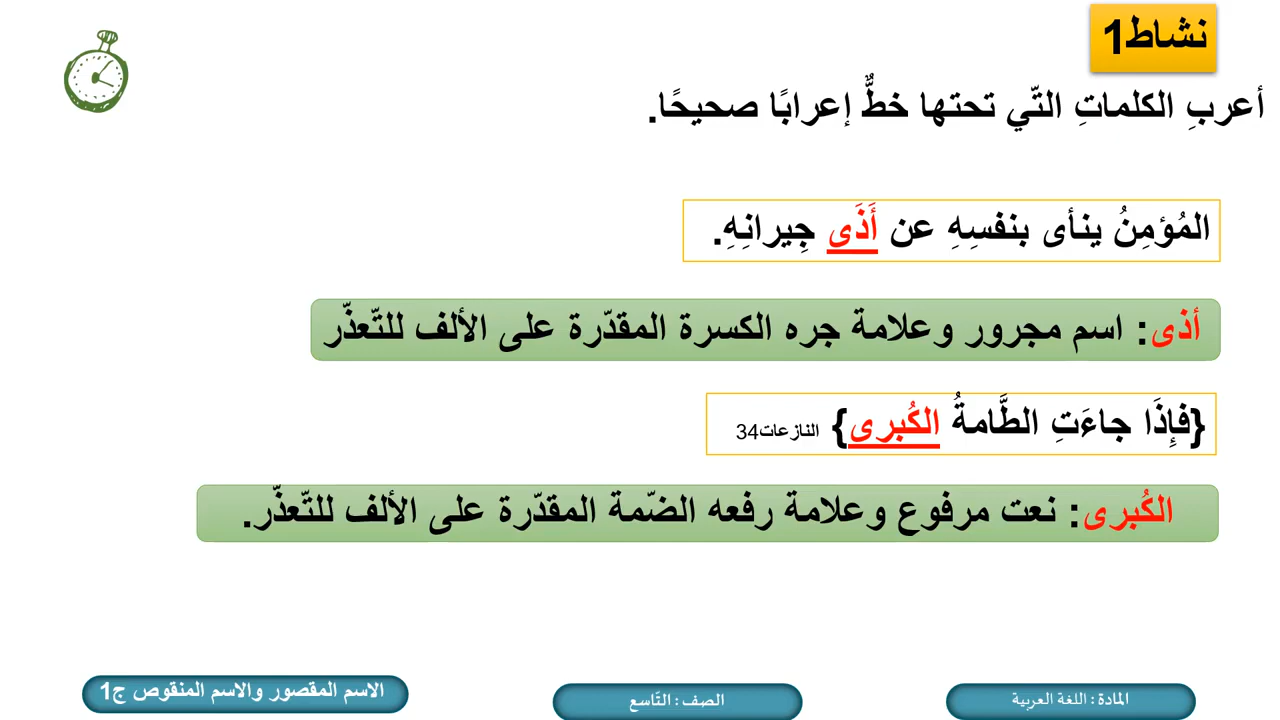 نشاط1
أعربِ الكلماتِ التّي تحتها خطٌّ إعرابًا صحيحًا.
المُؤمِنُ ينأى بنفسِهِ عن أَذَى جِيرانِهِ.
أذى: اسم مجرور وعلامة جره الكسرة المقدّرة على الألف للتّعذّر
{فإِذَا جاءَتِ الطَّامةُ الكُبرى} النازعات34
الكُبرى: نعت مرفوع وعلامة رفعه الضّمة المقدّرة على الألف للتّعذّر.
المادة : اللغة العربية
الصف : التّاسع
الاسم المقصور والاسم المنقوص ج1